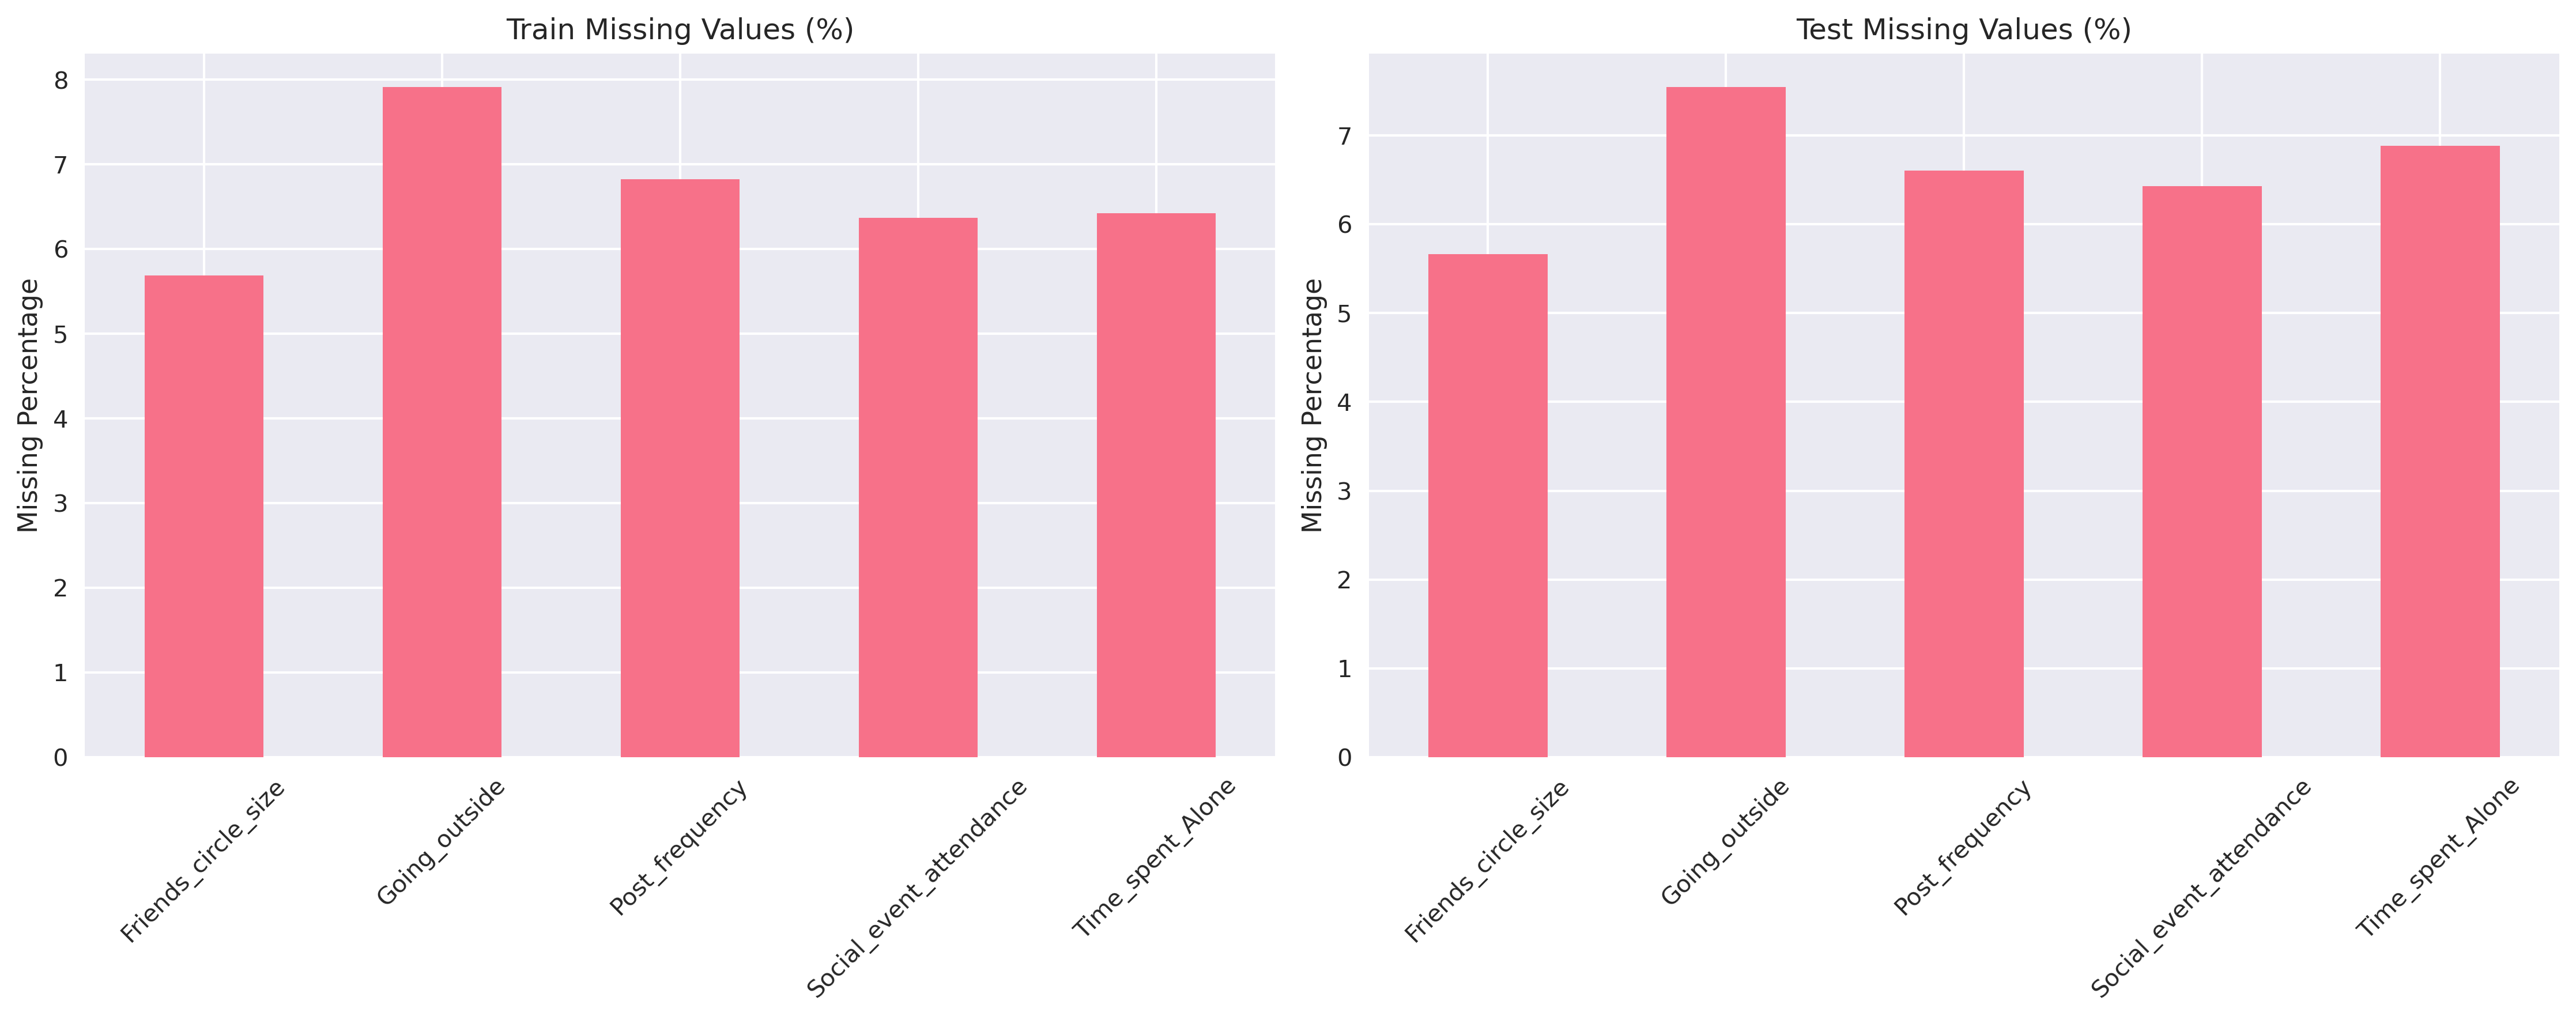 Train Missing Values (%)
Missing Percentage
8
7
6
5
4
3
2
1
0
Friends_circle_size
Going_outside
Post_frequency
Social_event_attendance
Time_spent_Alone
Test Missing Values (%)
Missing Percentage
7
6
5
4
3
2
1
0
Friends_circle_size
Going_outside
Post_frequency
Social_event_attendance
Time_spent_Alone